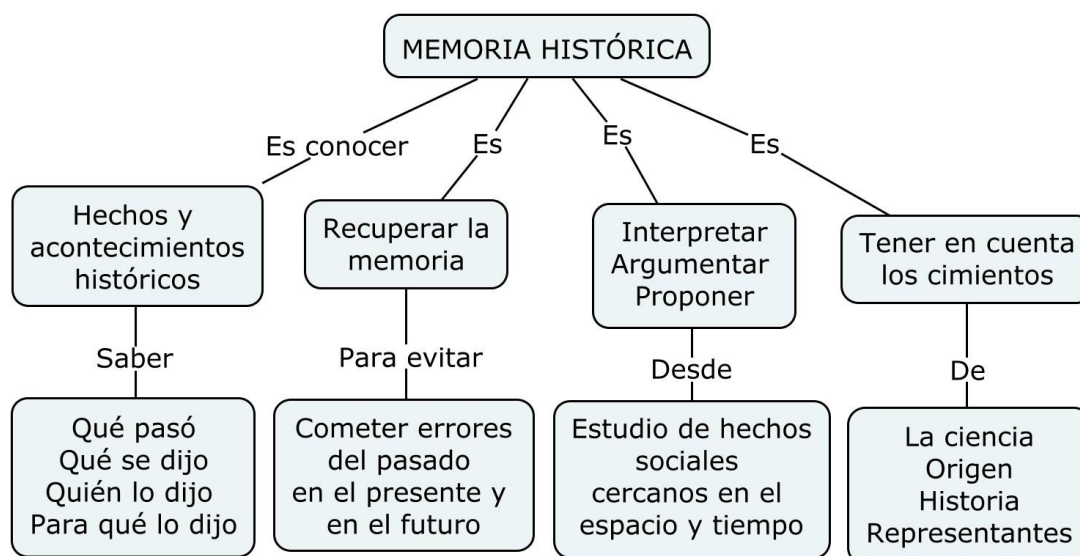 MEMORIA HISTÓRICA
Es conocer
Es
Es
Es
Hechos y
acontecimientos
históricos
Recuperar la
memoria
Interpretar
Argumentar
Proponer
Tener en cuenta
los cimientos
Saber
Para evitar
Desde
De
Qué pasó
Qué se dijo
Quién lo dijo
Para qué lo dijo
Cometer errores
del pasado
en el presente y
en el futuro
Estudio de hechos
sociales
cercanos en el
espacio y tiempo
La ciencia
Origen
Historia
Representantes